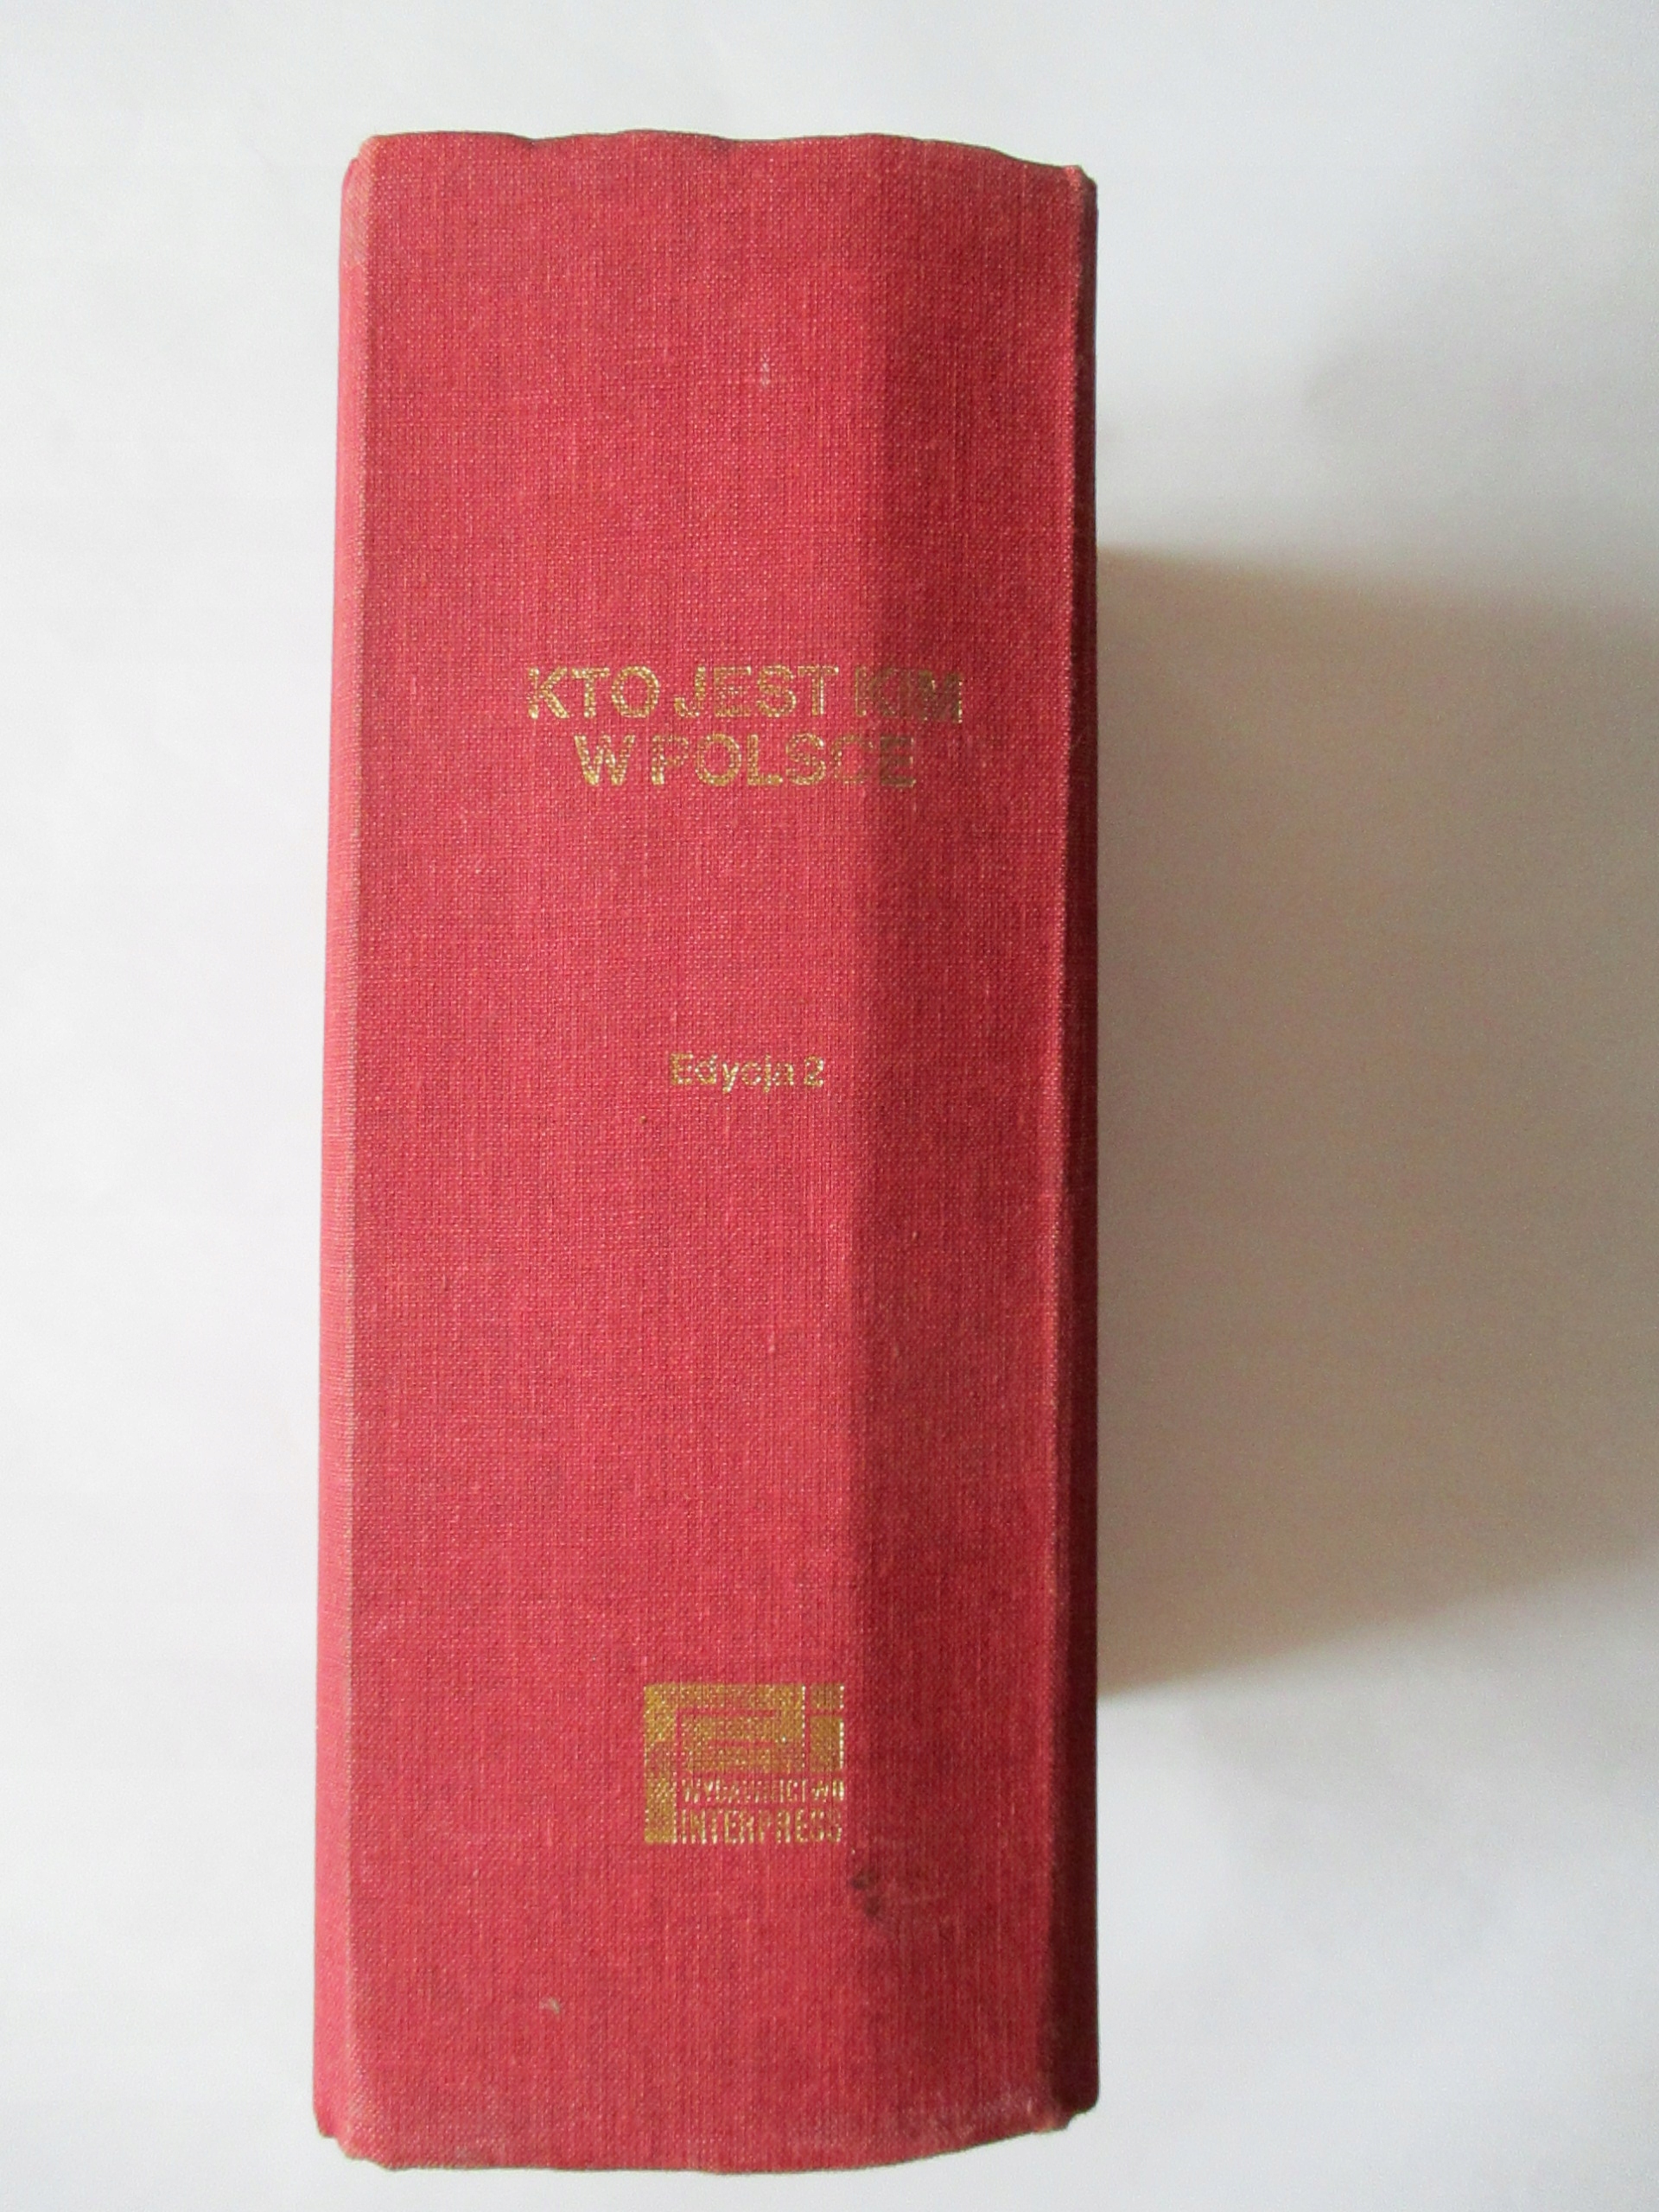 KTO JEST KIM
W POLSCE
Edycja 2
WYDAWNICTWO
INTERPRESS